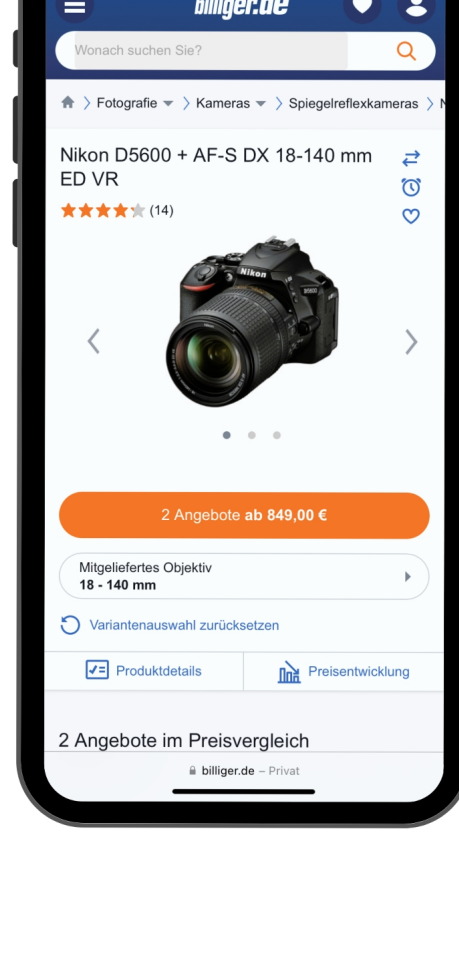 billiger.de
Wonach suchen Sie?
Fotografie Kameras Spiegelreflexkameras
Nikon D5600 + AF-S DX 18-140 mm
ED VR
(14)
Nikon
D5600
2 Angebote ab 849,00 €
Mitgeliefertes Objektiv
18 - 140 mm
Variantenauswahl zurücksetzen
Produktdetails Preisentwicklung
2 Angebote im Preisvergleich
billiger.de – Privat